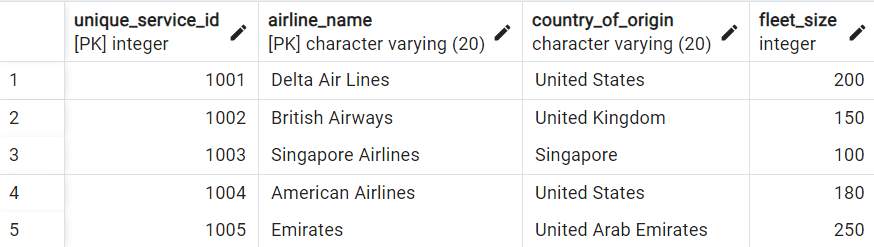 unique_service_id airline_name country_of_origin fleet_size
[PK] integer [PK] character varying (20) character varying (20) integer
1 1001 Delta Air Lines United States 200
2 1002 British Airways United Kingdom 150
3 1003 Singapore Airlines Singapore 100
4 1004 American Airlines United States 180
5 1005 Emirates United Arab Emirates 250